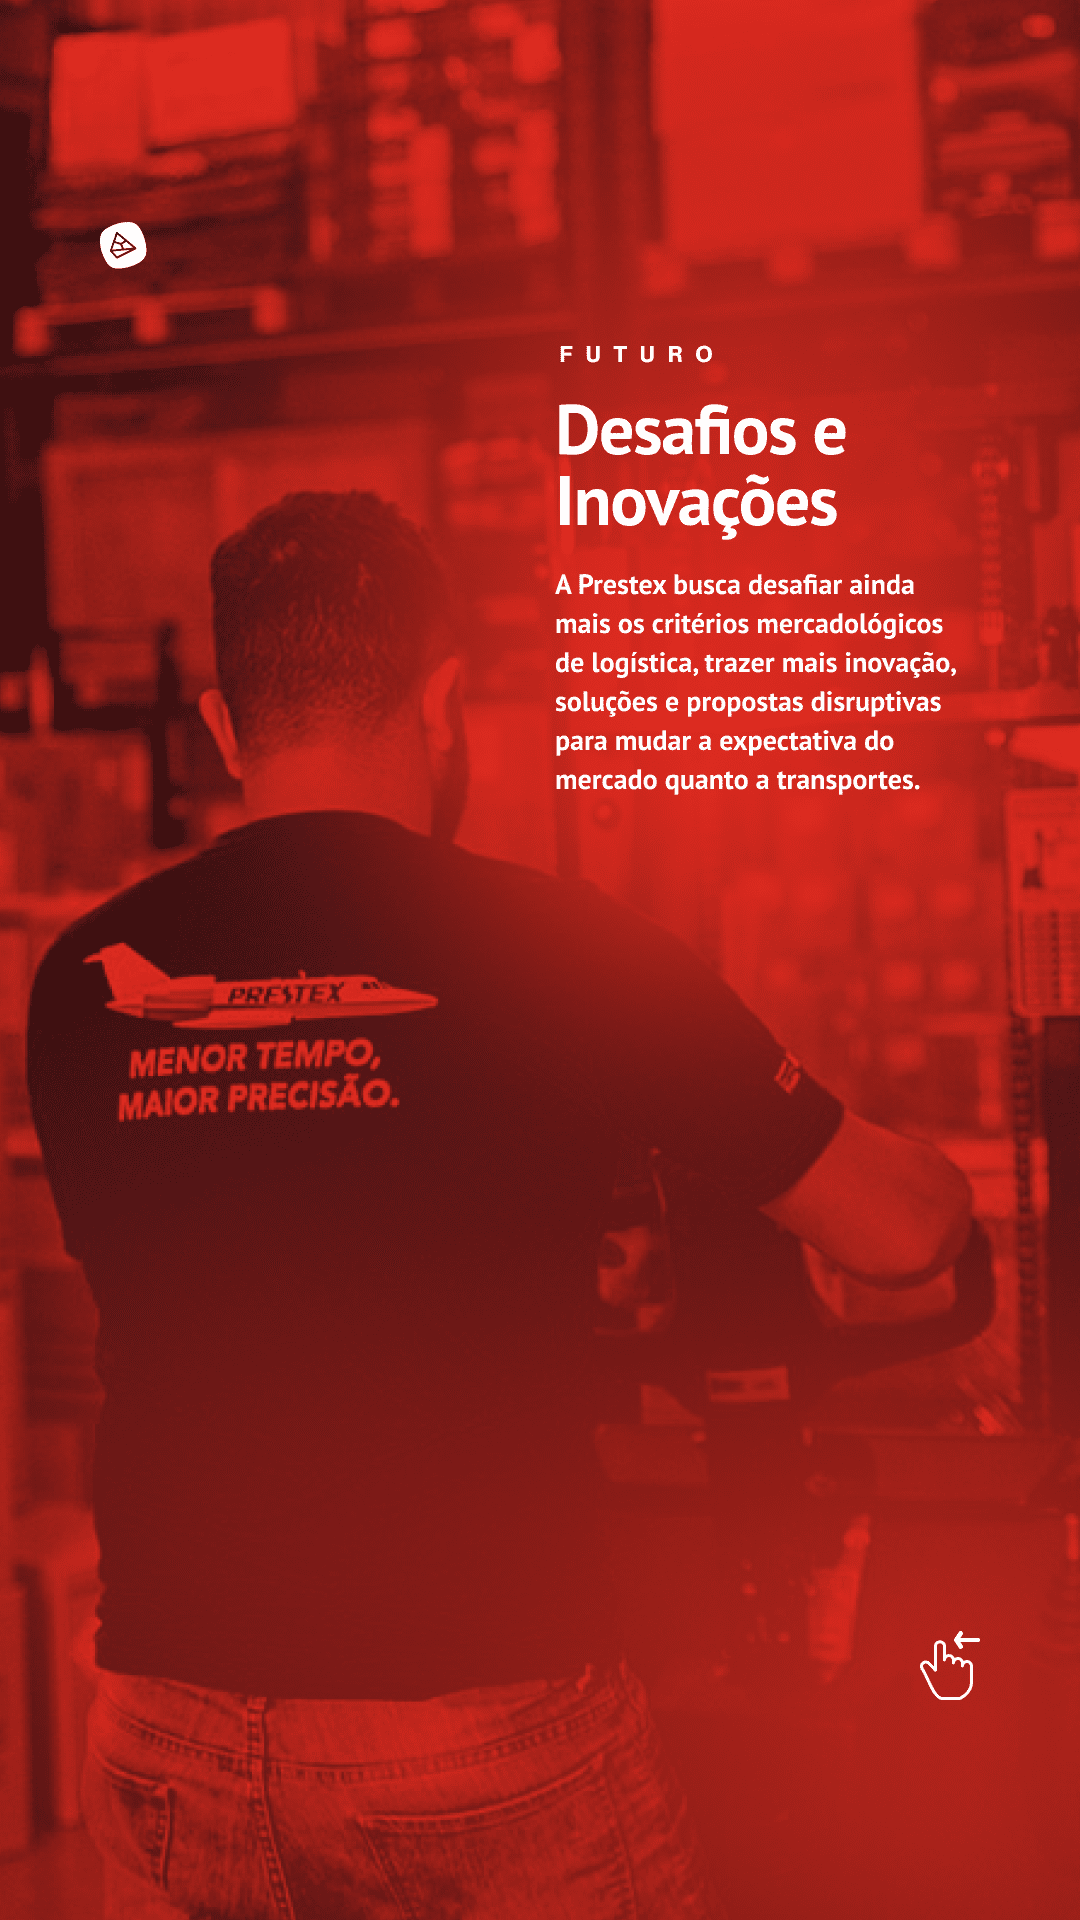 FUTURO
Desafios e
Inovações
A Prestex busca desafiar ainda
mais os critérios mercadológicos
de logística, trazer mais inovação,
soluções e propostas disruptivas
para mudar a expectativa do
mercado quanto a transportes.
PRESTEX
MENOR TEMPO,
MAIOR PRECISÃO.